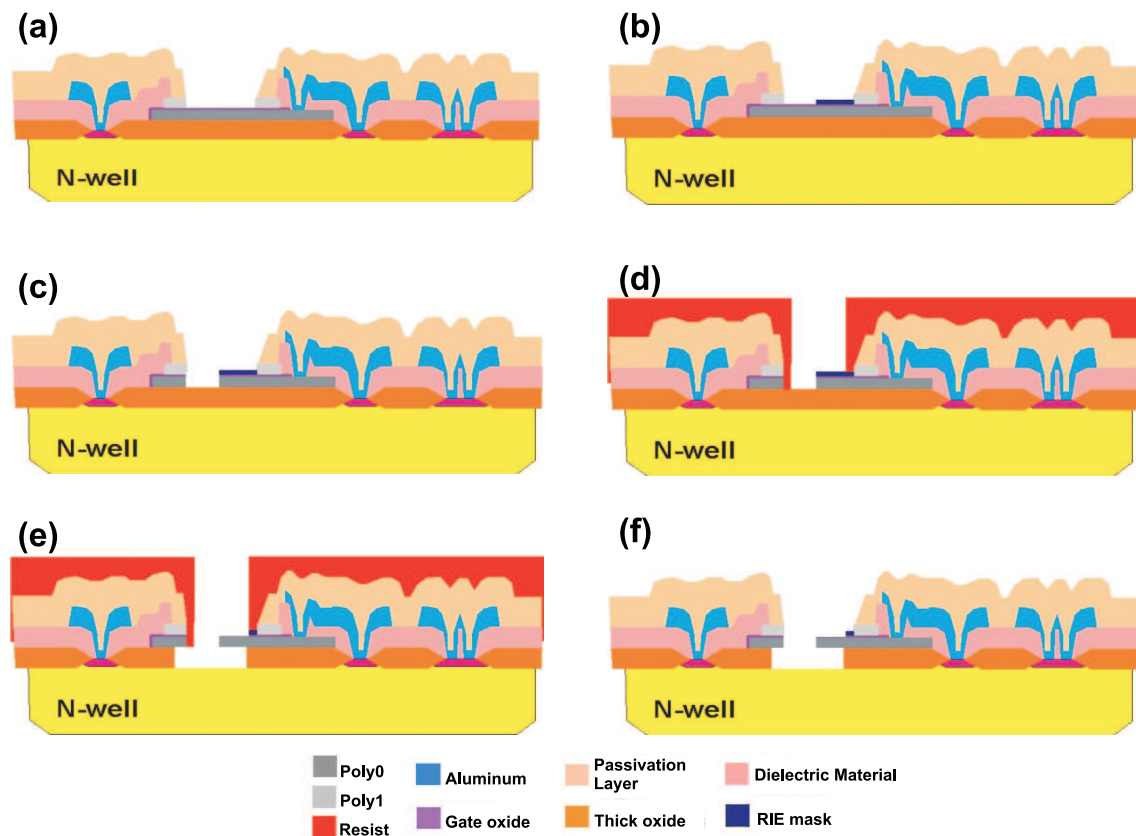 (a)
(b)
N-well
N-well
(c)
(d)
N-well
N-well
(e)
(f)
N-well
N-well
Poly0
Aluminum
Passivation
Layer
Dielectric Material
Poly1
Resist
Gate oxide
Thick oxide
RIE mask